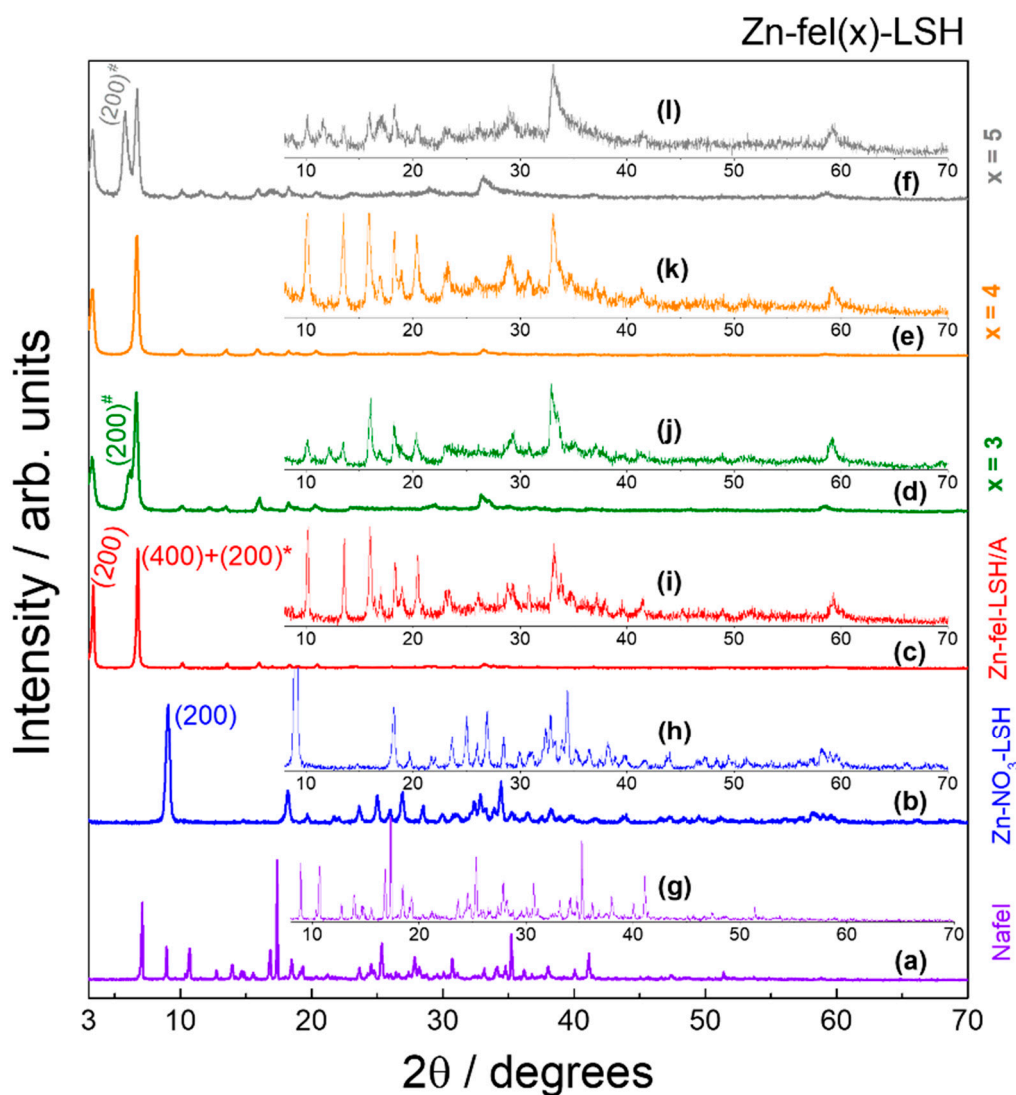 Zn-fel(x)-LSH
(200)#
(l)
10 20 30 40 50 60 70
(f)
x = 5
(k)
10 20 30 40 50 60 70
(e)
x = 4
(200)#
(j)
10 20 30 40 50 60 70
(d)
x = 3
(200)
(400)+(200)*
(i)
10 20 30 40 50 60 70
(c)
Zn-fel-LSH/A
(200)
(h)
10 20 30 40 50 60 70
(b)
Zn-NO3-LSH
(g)
10 20 30 40 50 60 70
(a)
Nafel
Intensity / arb. units
3 10 20 30 40 50 60 70
2θ / degrees